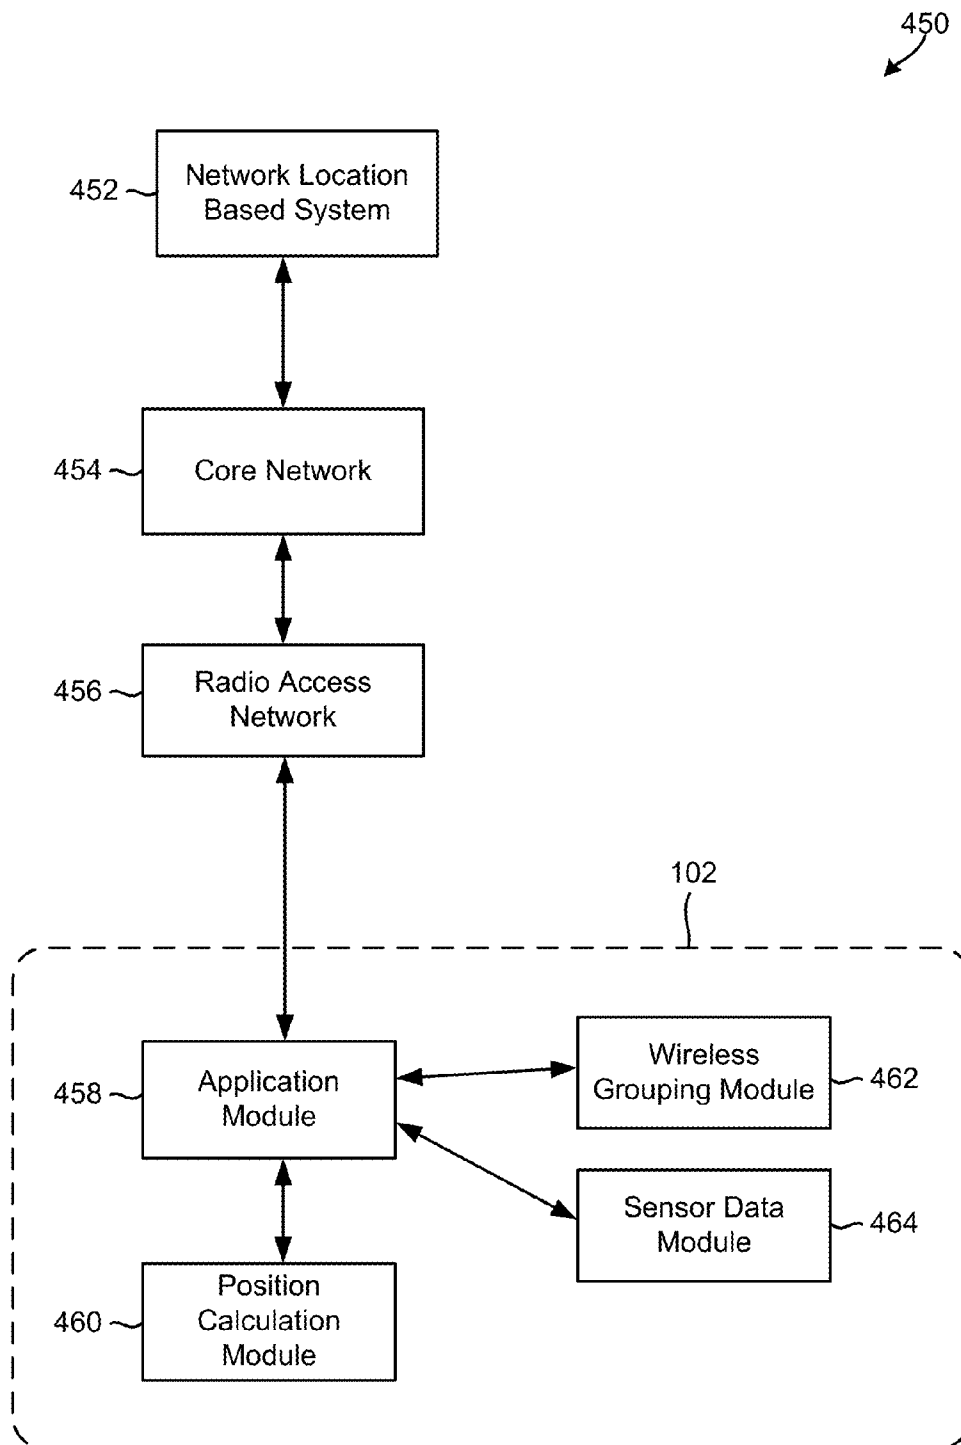 450
452
Network Location
Based System
454
Core Network
456
Radio Access
Network
102
458
Application
Module
Wireless
Grouping Module
462
Sensor Data
Module
464
460
Position
Calculation
Module